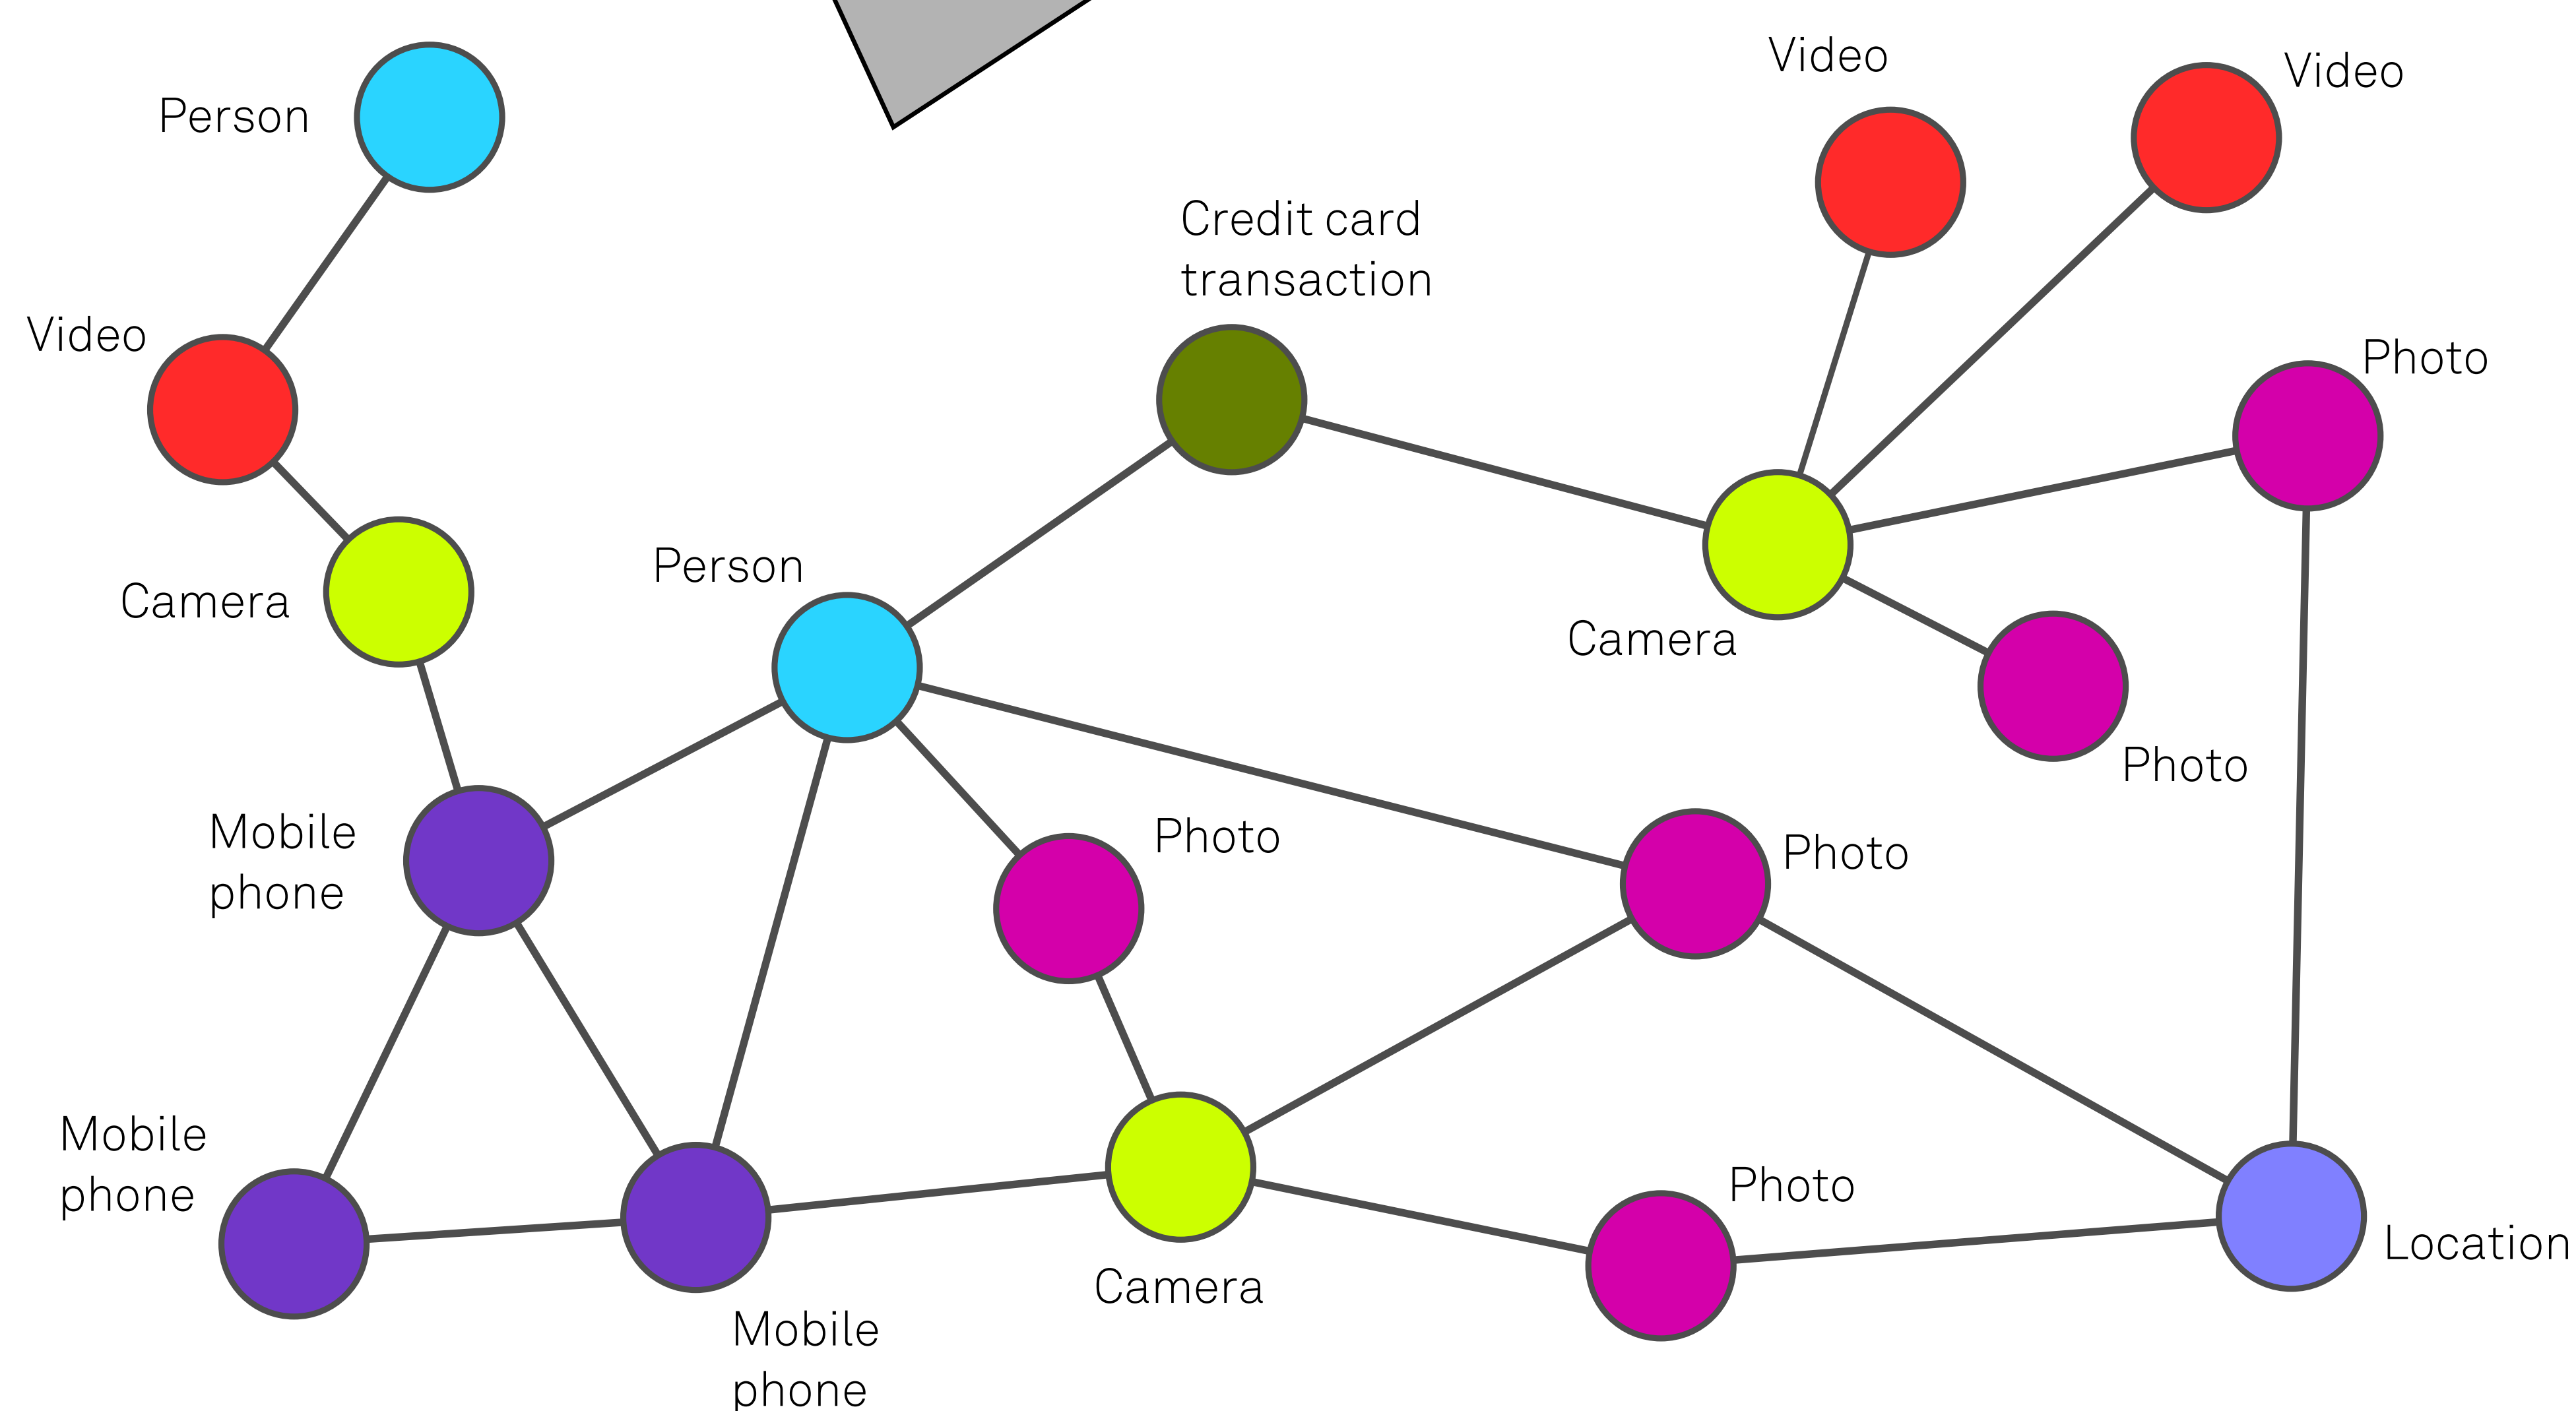 Video
Video
Person
Credit card
transaction
Video
Photo
Person
Camera
Camera
Photo
Mobile
phone
Photo
Photo
Mobile
phone
Photo
Location
Camera
Mobile
phone